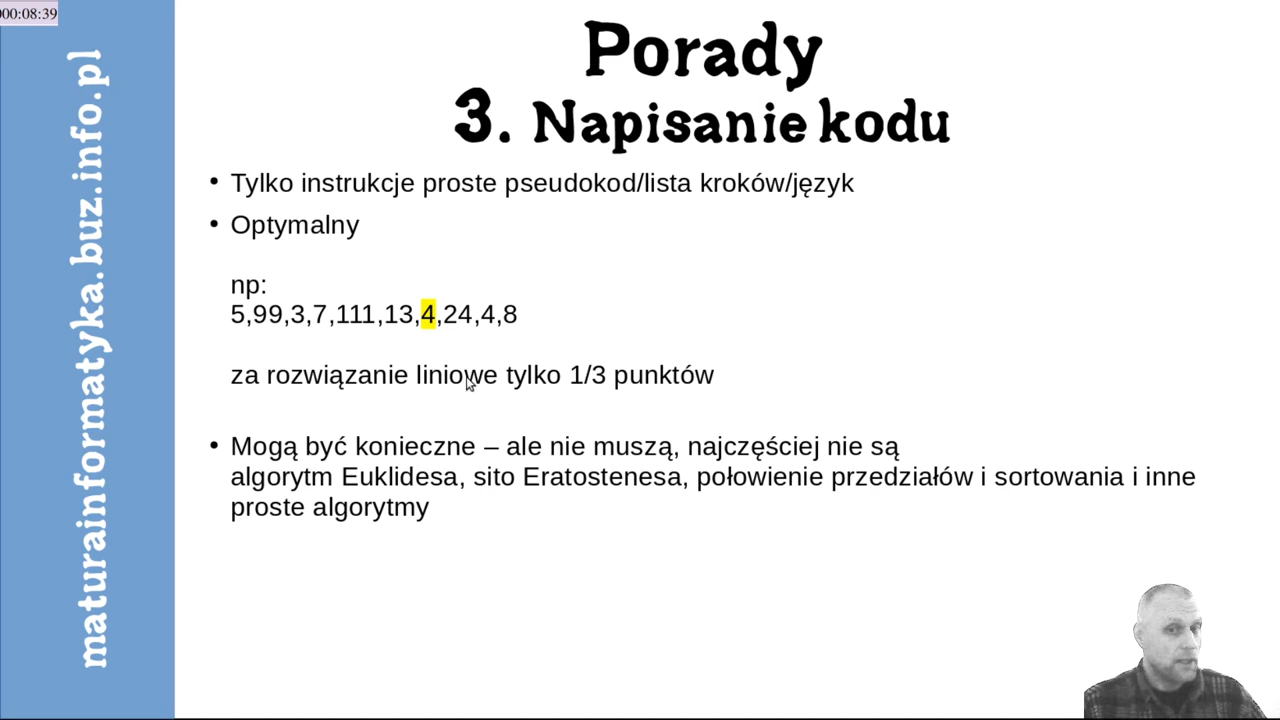 000:08:39
maturainformatyka.buz.info.pl
Porady
3. Napisanie kodu
• Tylko instrukcje proste pseudokod/lista kroków/język
• Optymalny
np:
5,99,3,7,111,13,4,24,4,8
za rozwiązanie liniowe tylko 1/3 punktów
• Mogą być konieczne – ale nie muszą, najczęściej nie są
algorytm Euklidesa, sito Eratostenesa, połowienie przedziałów i sortowania i inne
proste algorytmy